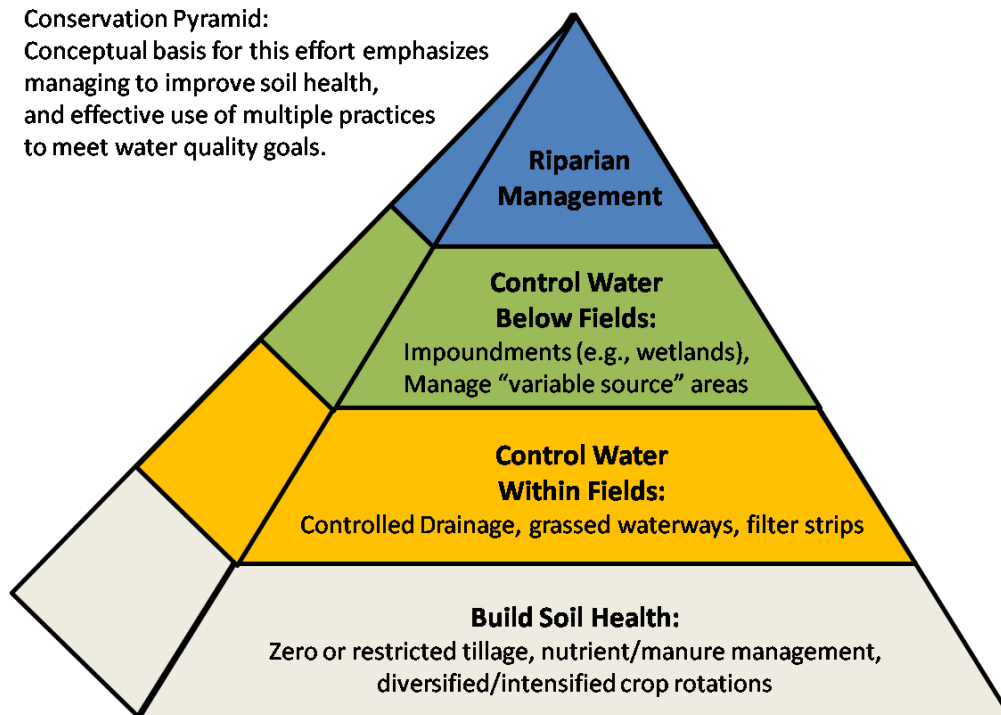 Conservation Pyramid:
Conceptual basis for this effort emphasizes
managing to improve soil health,
and effective use of multiple practices
to meet water quality goals.
Riparian
Management
Control Water
Below Fields:
Impoundments (e.g., wetlands),
Manage “variable source” areas
Control Water
Within Fields:
Controlled Drainage, grassed waterways, filter strips
Build Soil Health:
Zero or restricted tillage, nutrient/manure management,
diversified/intensified crop rotations